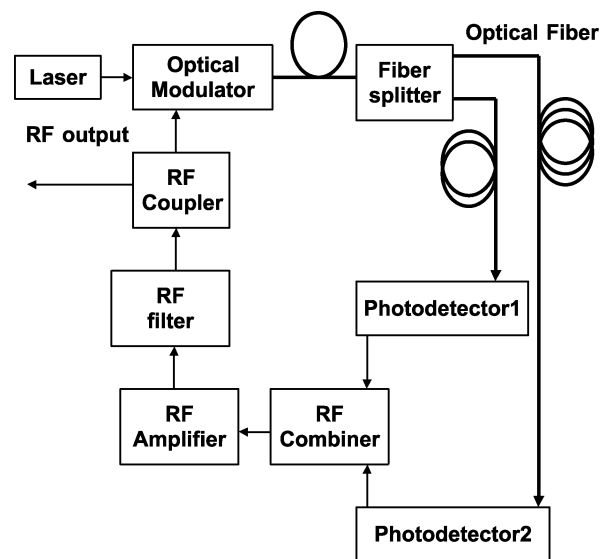 Optical Fiber
Laser
Optical
Modulator
Fiber
splitter
RF output
RF
Coupler
RF
filter
Photodetector1
RF
Amplifier
RF
Combiner
Photodetector2